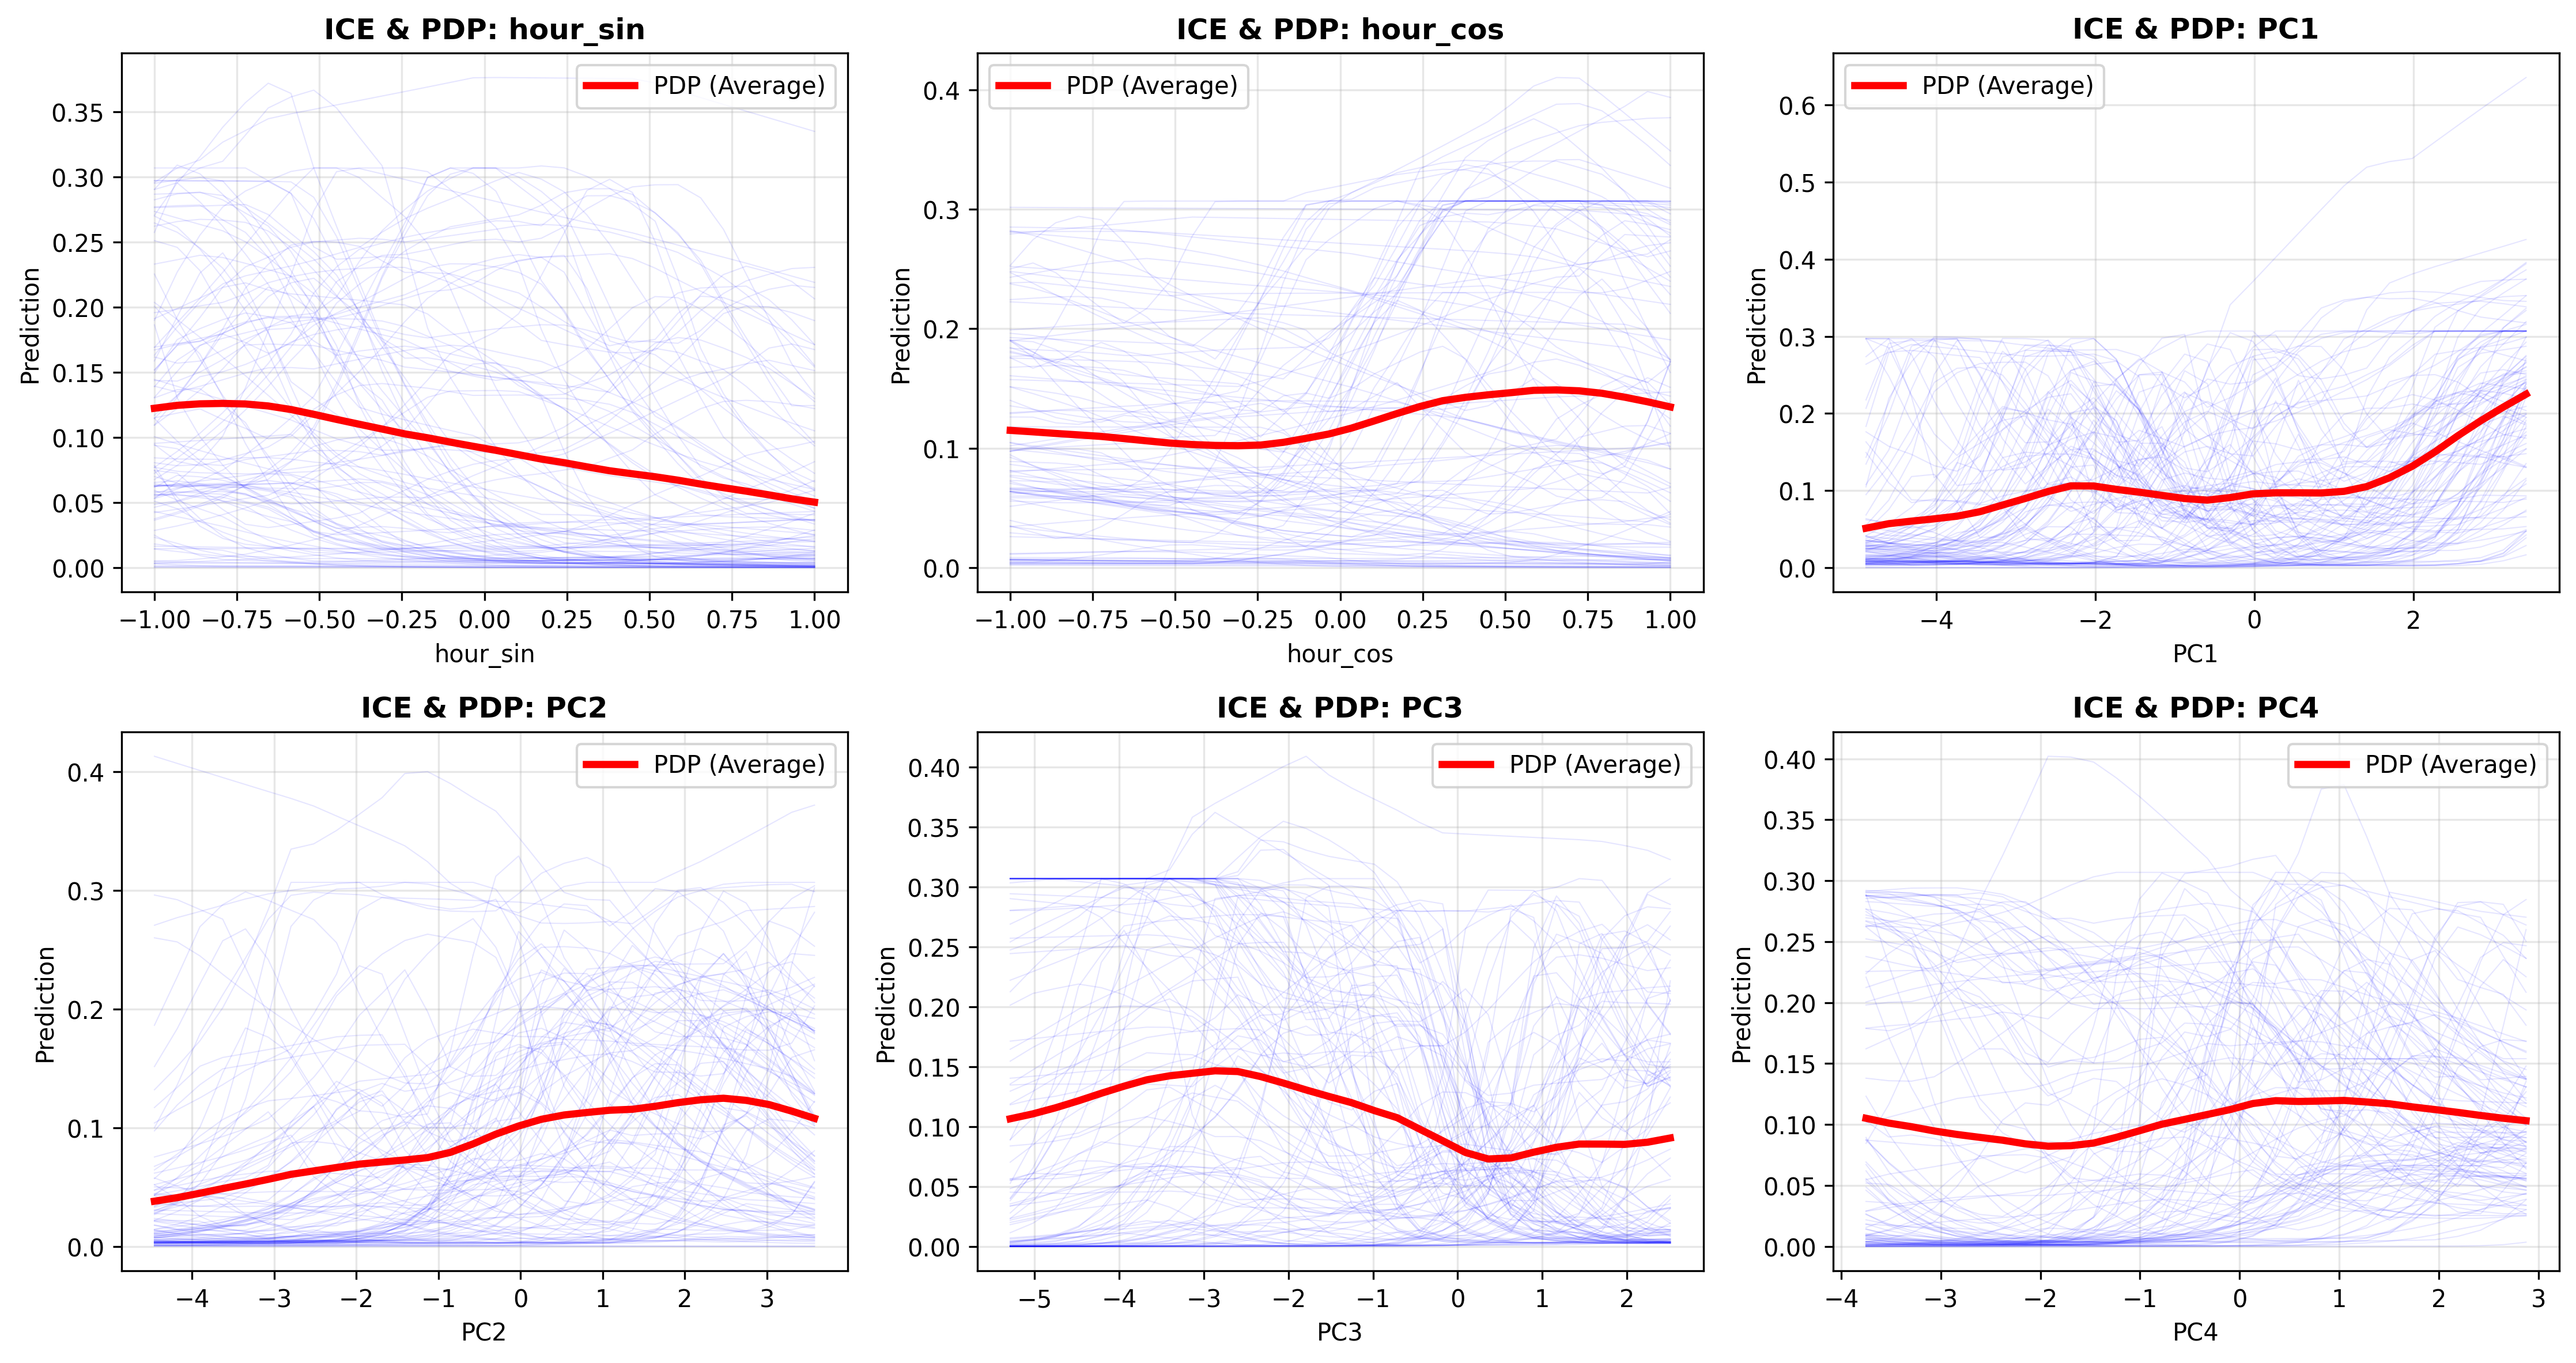 ICE & PDP: hour_sin
PDP (Average)
Prediction
0.35
0.30
0.25
0.20
0.15
0.10
0.05
0.00
−1.00 −0.75 −0.50 −0.25 0.00 0.25 0.50 0.75 1.00
hour_sin
ICE & PDP: hour_cos
PDP (Average)
Prediction
0.4
0.3
0.2
0.1
0.0
−1.00 −0.75 −0.50 −0.25 0.00 0.25 0.50 0.75 1.00
hour_cos
ICE & PDP: PC1
PDP (Average)
Prediction
0.6
0.5
0.4
0.3
0.2
0.1
0.0
−4 −2 0 2
PC1
ICE & PDP: PC2
PDP (Average)
Prediction
0.4
0.3
0.2
0.1
0.0
−4 −3 −2 −1 0 1 2 3
PC2
ICE & PDP: PC3
PDP (Average)
Prediction
0.40
0.35
0.30
0.25
0.20
0.15
0.10
0.05
0.00
−5 −4 −3 −2 −1 0 1 2
PC3
ICE & PDP: PC4
PDP (Average)
Prediction
0.40
0.35
0.30
0.25
0.20
0.15
0.10
0.05
0.00
−4 −3 −2 −1 0 1 2 3
PC4